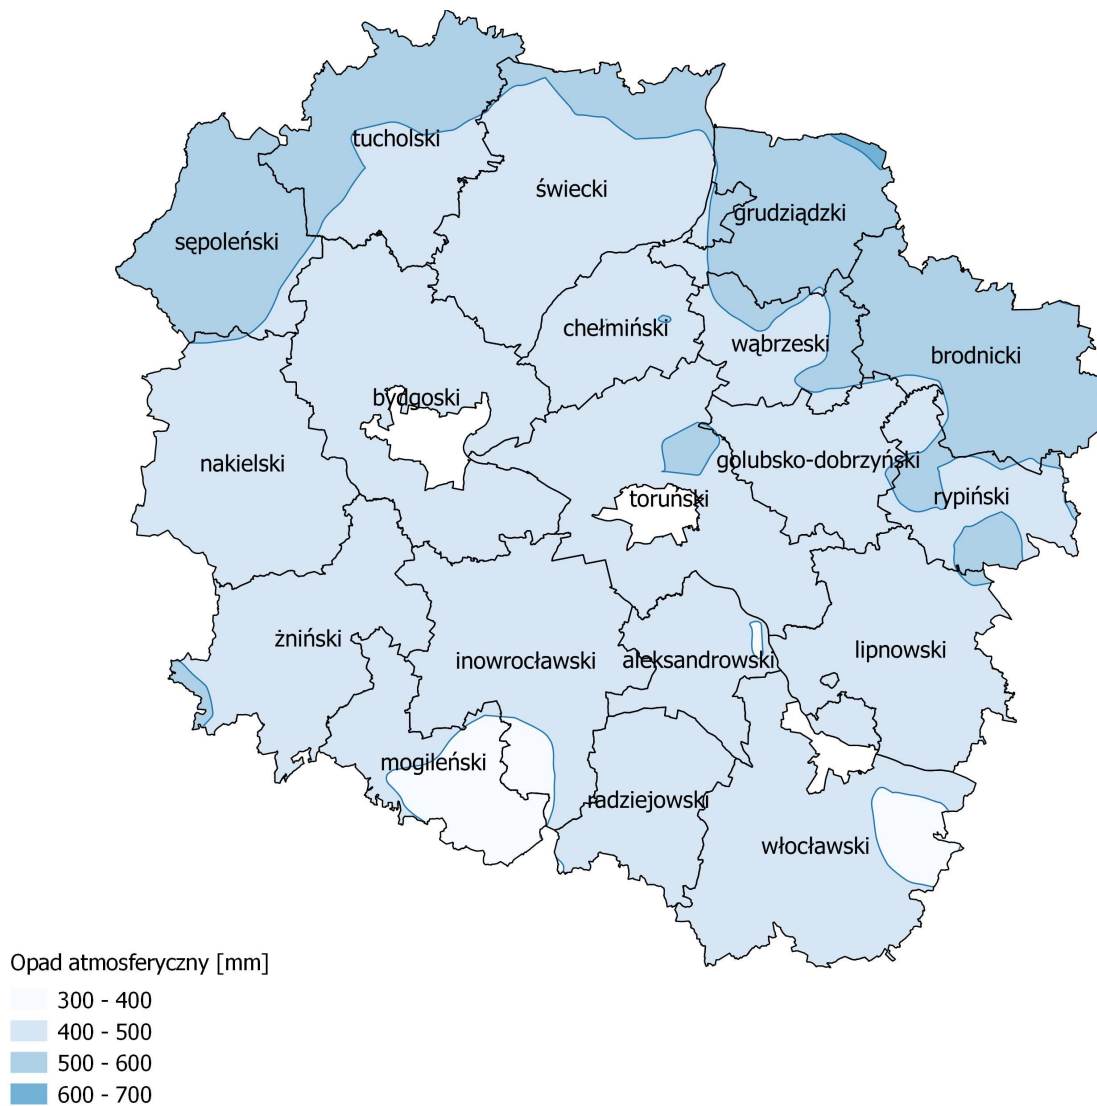 tucholski
świecki
grudziądzki
sępoleński
chełmiński
wąbrzeski
brodnicki
bydgoski
nakielski
golubsko-dobrzyński
toruński
rypiński
żniński
inowrocławski
aleksandrowski
lipnowski
mogileński
radziejowski
włocławski
Opad atmosferyczny [mm]
300 - 400
400 - 500
500 - 600
600 - 700